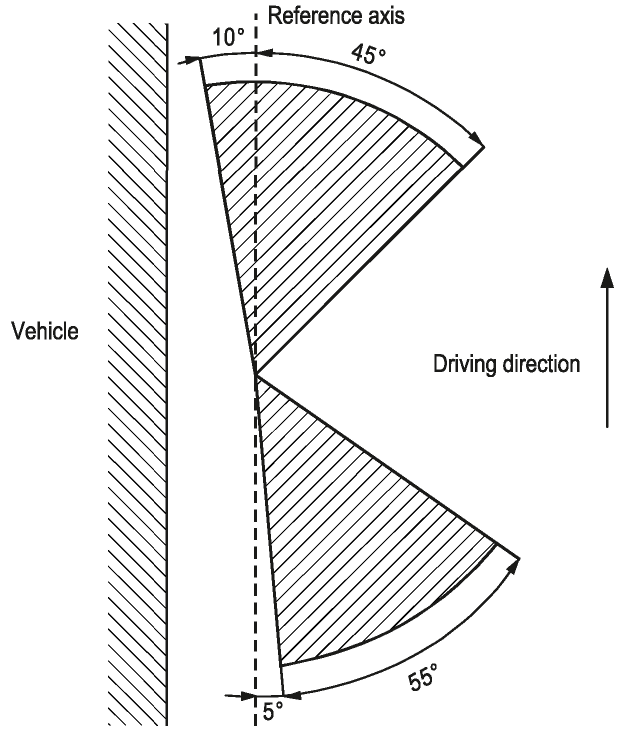 Reference axis
10°
45°
Vehicle
Driving direction
55°
5°